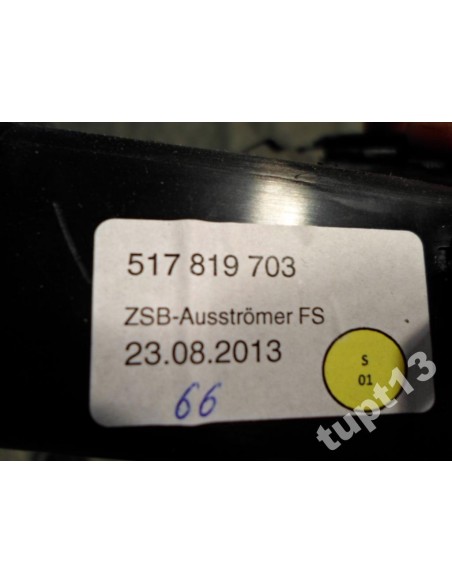 517 819 703
ZSB-Ausströmer FS
23.08.2013
S
01
66
tupt13